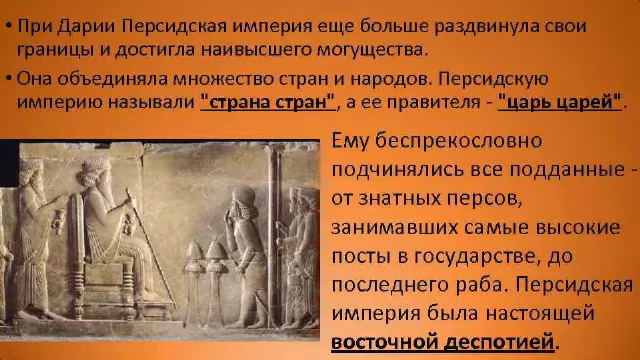 • При Дарии Персидская империя еще больше раздвинула свои
границы и достигла наивысшего могущества.
• Она объединяла множество стран и народов. Персидскую
империю называли "страна стран", а ее правителя - "царь царей".
Ему беспрекословно
подчинялись все подданные -
от знатных персов,
занимавших самые высокие
посты в государстве, до
последнего раба. Персидская
империя была настоящей
восточной деспотией.